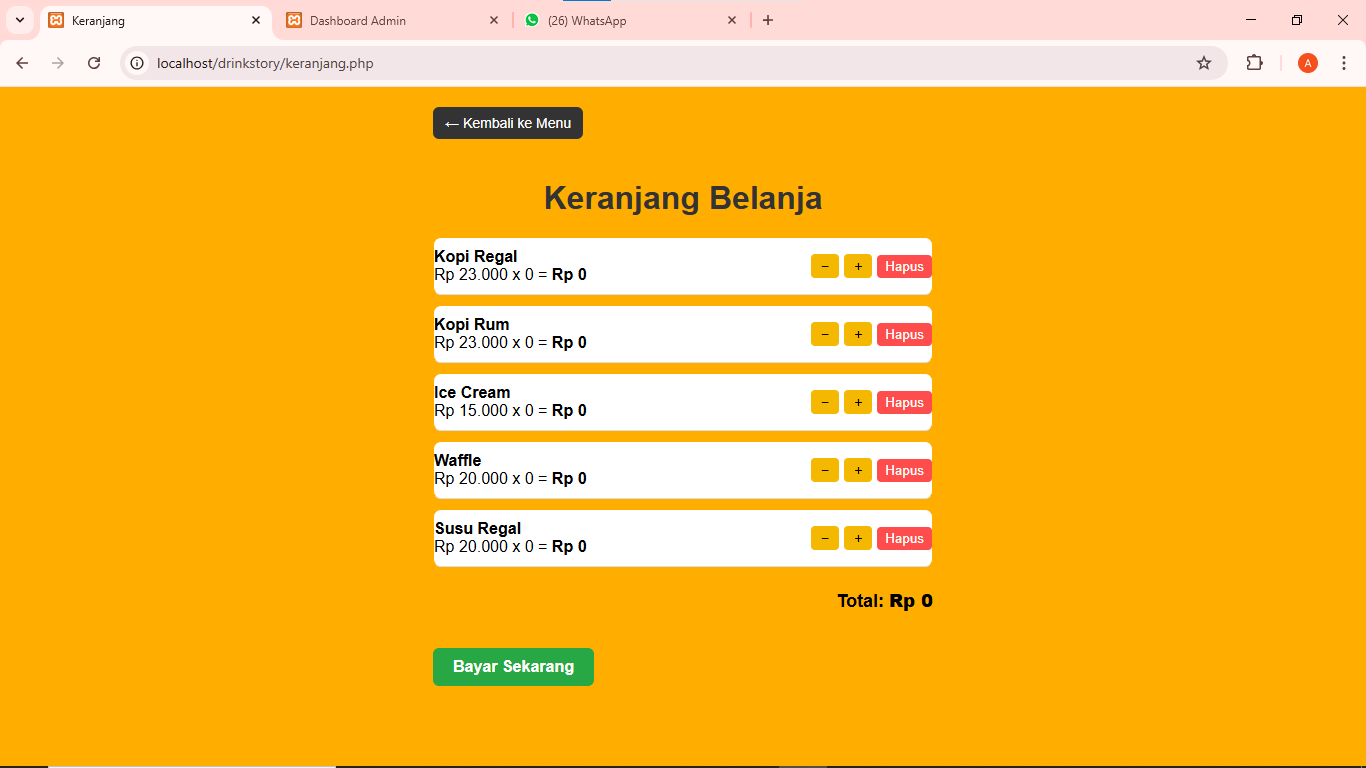 Keranjang
Dashboard Admin
(26) WhatsApp
localhost/drinkstory/keranjang.php
A
← Kembali ke Menu
Keranjang Belanja
Kopi Regal
Rp 23.000 x 0 = Rp 0
− + Hapus
Kopi Rum
Rp 23.000 x 0 = Rp 0
− + Hapus
Ice Cream
Rp 15.000 x 0 = Rp 0
− + Hapus
Waffle
Rp 20.000 x 0 = Rp 0
− + Hapus
Susu Regal
Rp 20.000 x 0 = Rp 0
− + Hapus
Total: Rp 0
Bayar Sekarang